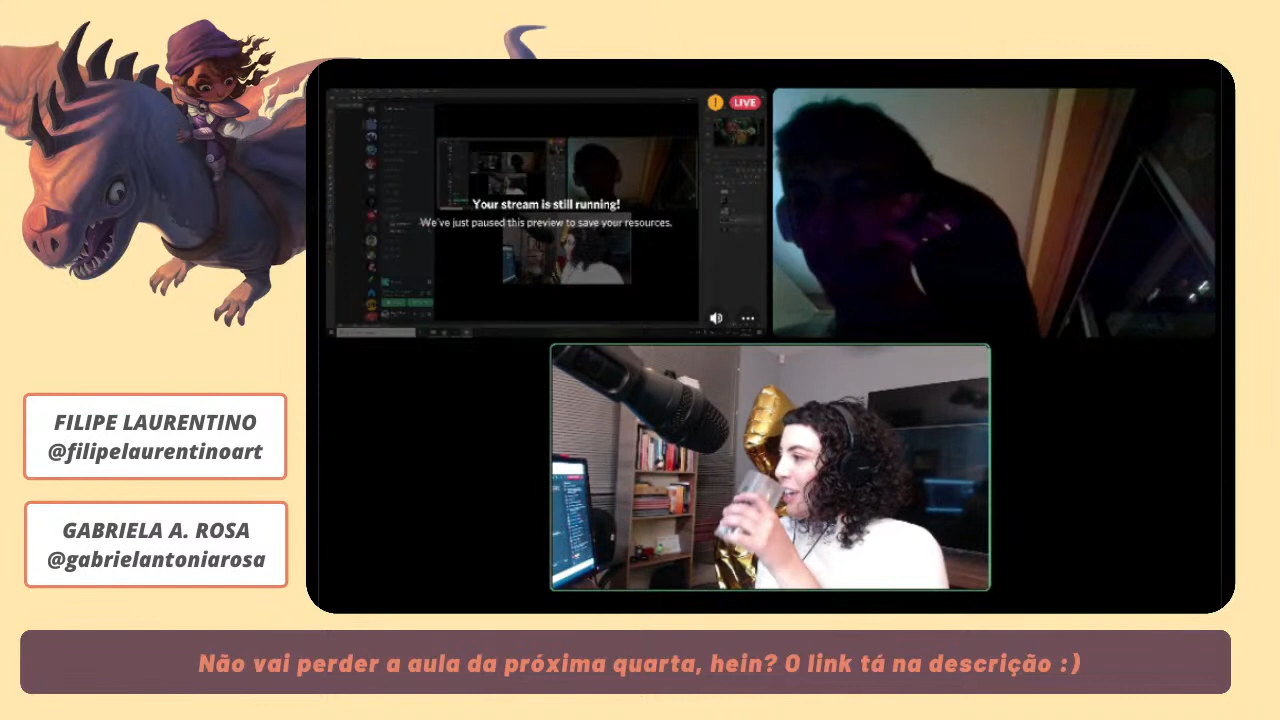 LIVE
Your stream is still running!
We've just paused this preview to save your resources.
FILIPE LAURENTINO
@filipelaurentinoart
GABRIELA A. ROSA
@gabrielantoniarosa
Não vai perder a aula da próxima quarta, hein? O link tá na descrição :)